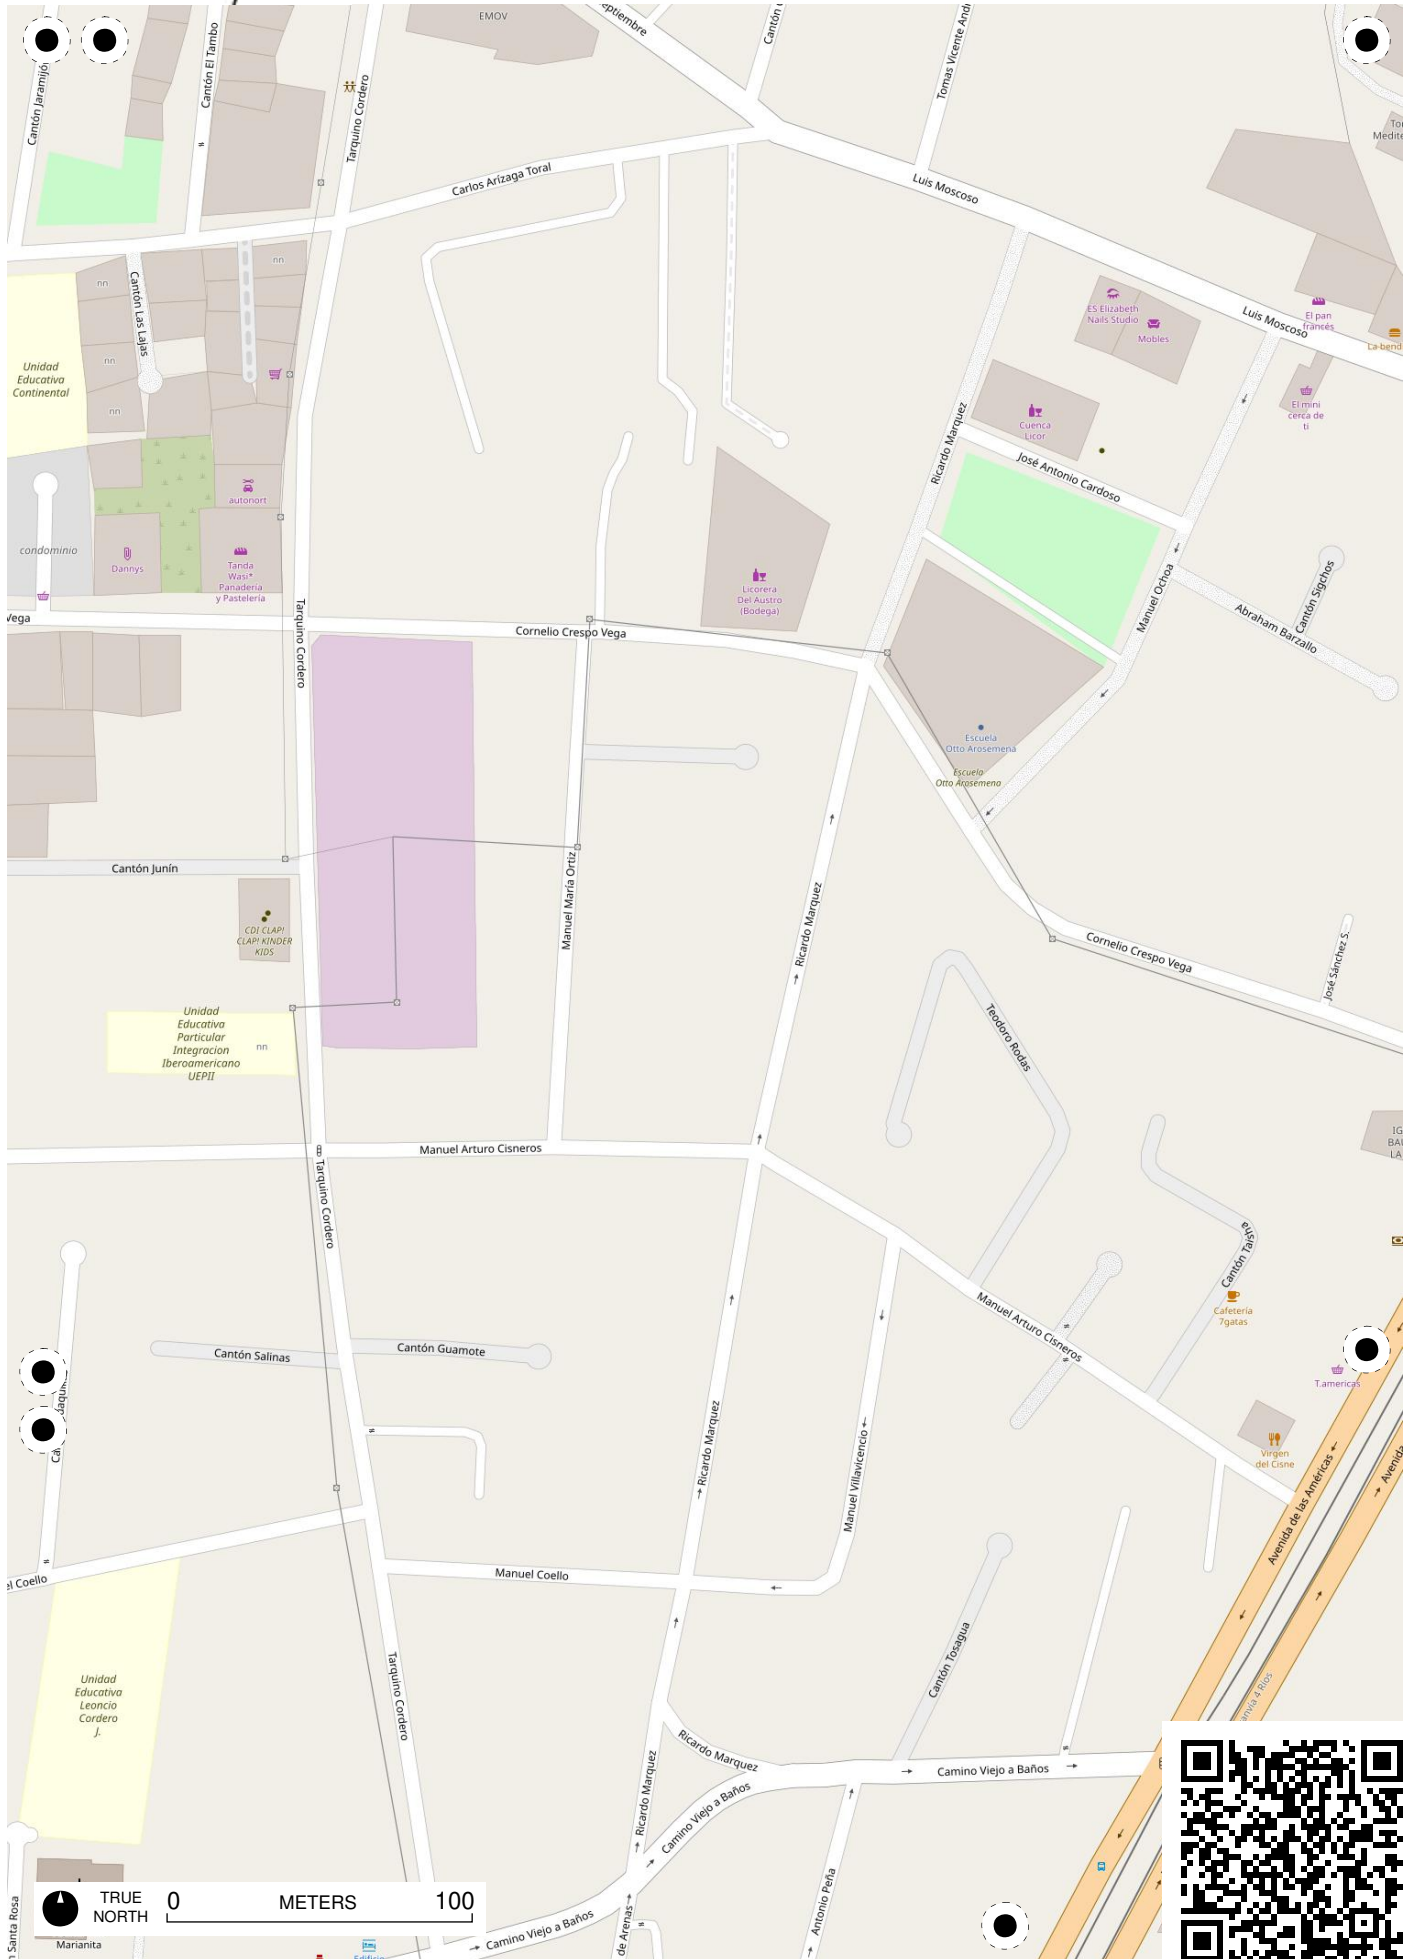 EMOV
Cantón El Tambo
Tarquino Cordero
Carlos Arízaga Toral
Luis Moscoso
Luis Moscoso
nn
nn
nn
nn
Cantón Las Lajas
Unidad
Educativa
Continental
ES Elizabeth
Nails Studio
Mobles
El pan
francés
El mini
cerca de
ti
Cuenca
Licor
José Antonio Cardoso
Ricardo Marquez
autonort
condominio
Dannys
Tanda
Wasi*
Panaderia
y Pastelería
Licorera
Del Austro
(Bodega)
Manuel Ochoa
Cantón Sigchos
Abraham Barzallo
Vega
Tarquino Cordero
Cornelio Crespo Vega
Escuela
Otto Arosemena
Escuela
Otto Arosemena
Cantón Junín
Manuel María Ortiz
Ricardo Marquez
CDI CLAP!
CLAP! KINDER
KIDS
Cornelio Crespo Vega
José Sánchez S.
Unidad
Educativa
Particular
Integracion
Iberoamericano
UEPII
nn
Teodoro Rodas
Manuel Arturo Cisneros
Tarquino Cordero
Cantón Taisha
Manuel Arturo Cisneros
Cafetería
7gatas
Cantón Salinas
Cantón Guamote
T.americas
Ricardo Marquez
Manuel Villavicencio
Virgen
del Cisne
Avenida de las Américas
Avenida
Coello
Manuel Coello
Cantón Tosagua
Unidad
Educativa
Leoncio
Cordero
J.
Tarquino Cordero
Ricardo Marquez
Ricardo Marquez
Camino Viejo a Baños
Camino Viejo a Baños
4 Ríos
Antonio Peña
TRUE
NORTH
0 METERS 100
Santa Rosa
Marianita
Camino Viejo a Baños
de Arenas